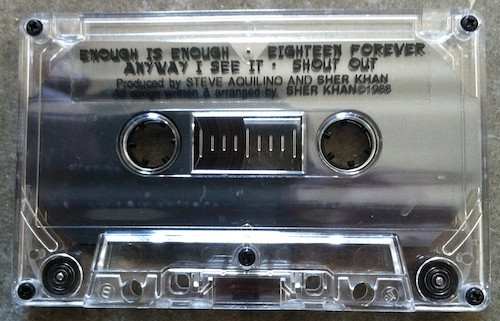 ENOUGH IS ENOUGH · EIGHTEEN FOREVER
ANYWAY I SEE IT · SHOUT OUT
Produced by STEVE AQUILINO AND SHER KHAN
All songs written & arranged by SHER KHAN©1988